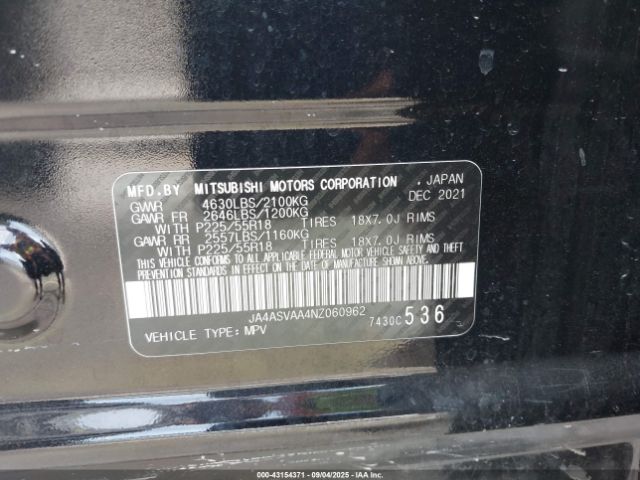 MFD.BY MITSUBISHI MOTORS CORPORATION , JAPAN
GVWR 4630LBS/2100KG DEC 2021
GAWR FR 2646LBS/1200KG
WITH P225/55R18 TIRES 18X7.0J RIMS
GAWR RR 2557LBS/1160KG
WITH P225/55R18 TIRES 18X7.0J RIMS
THIS VEHICLE CONFORMS TO ALL APPLICABLE FEDERAL MOTOR VEHICLE SAFETY AND THEFT
PREVENTION STANDARDS IN EFFECT ON THE DATE OF MANUFACTURE SHOWN ABOVE.
JA4ASVAA4NZ060962 7430C 536
VEHICLE TYPE: MPV
000-43154371 - 09/04/2025 - IAAI.COM